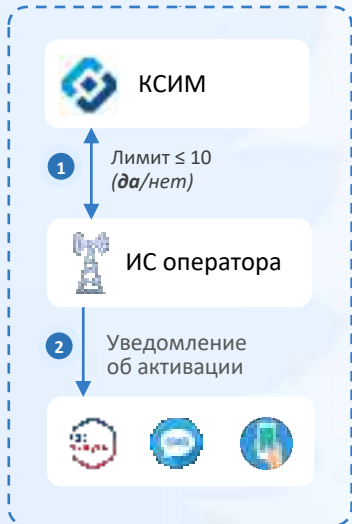 КСИМ
1
Лимит ≤ 10
(да/нет)
ИС оператора
2
Уведомление
об активации